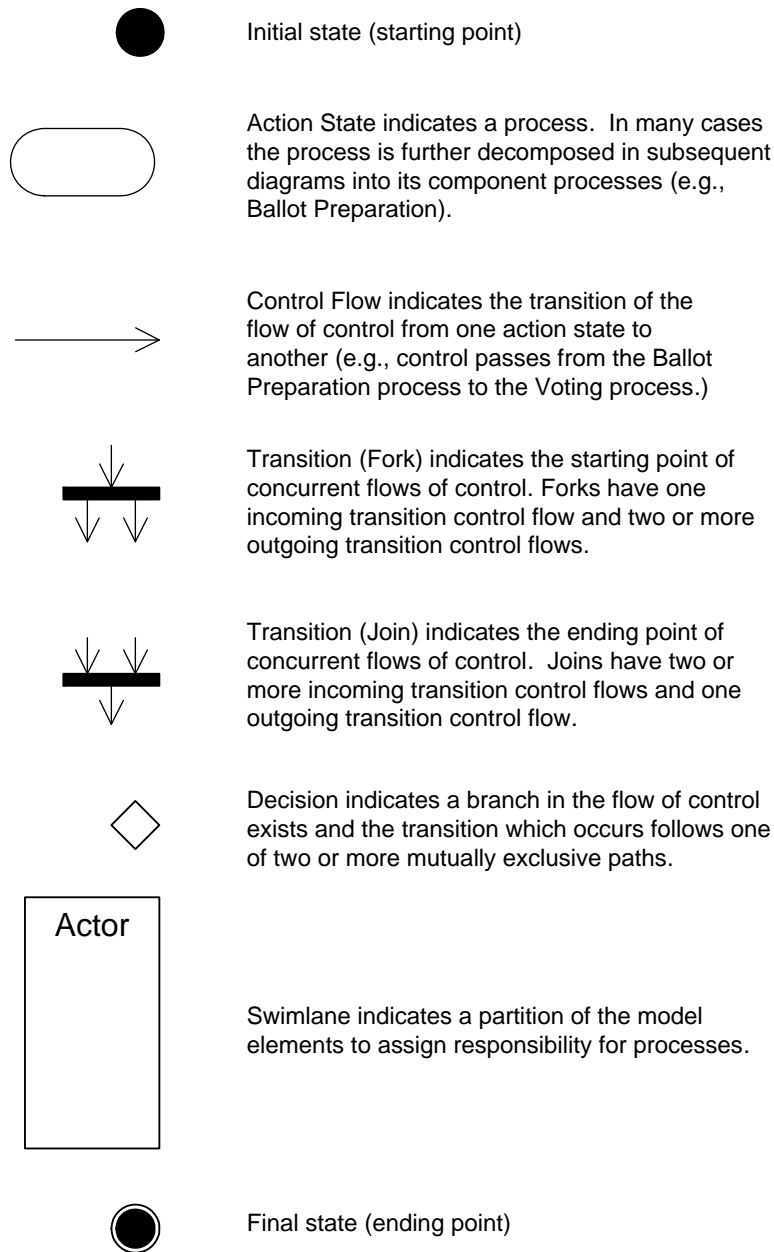 Initial state (starting point)
Action State indicates a process.  In many cases
the process is further decomposed in subsequent
diagrams into its component processes (e.g.,
Ballot Preparation).
Control Flow indicates the transition of the
flow of control from one action state to
another (e.g., control passes from the Ballot
Preparation process to the Voting process.)
Transition (Fork) indicates the starting point of
concurrent flows of control. Forks have one
incoming transition control flow and two or more
outgoing transition control flows.
Transition (Join) indicates the ending point of
concurrent flows of control.  Joins have two or
more incoming transition control flows and one
outgoing transition control flow.
Decision indicates a branch in the flow of control
exists and the transition which occurs follows one
of two or more mutually exclusive paths.
Actor
Swimlane indicates a partition of the model
elements to assign responsibility for processes.
Final state (ending point)